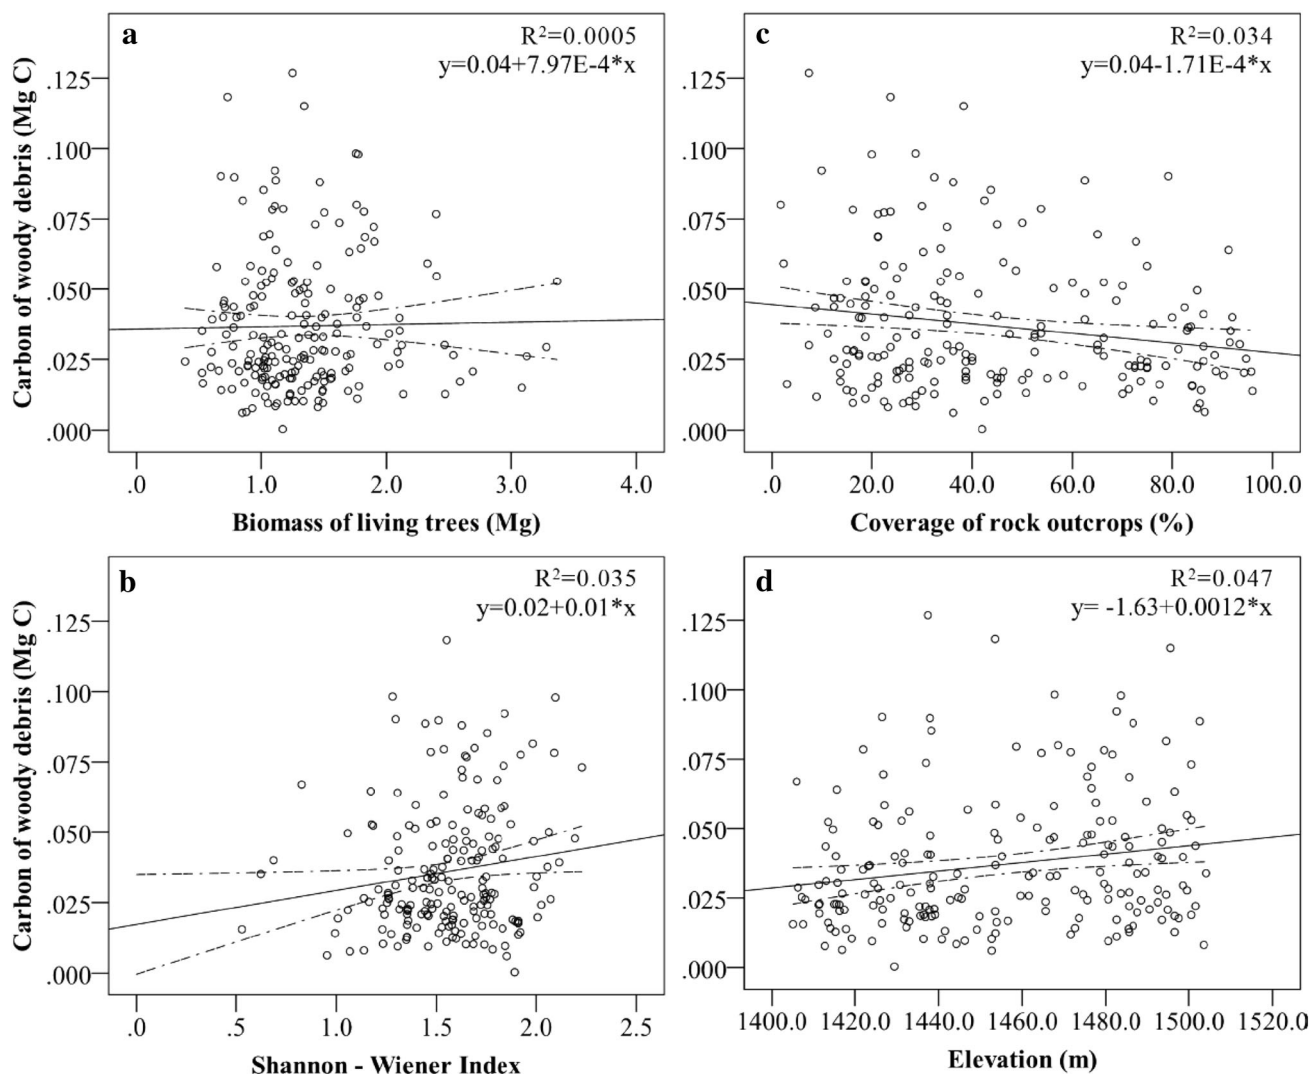 a
R²=0.0005
y=0.04+7.97E-4*x
Carbon of woody debris (Mg C)
.125
.100
.075
.050
.025
.000
.0 1.0 2.0 3.0 4.0
Biomass of living trees (Mg)
c
R²=0.034
y=0.04-1.71E-4*x
.125
.100
.075
.050
.025
.000
.0 20.0 40.0 60.0 80.0 100.0
Coverage of rock outcrops (%)
b
R²=0.035
y=0.02+0.01*x
Carbon of woody debris (Mg C)
.125
.100
.075
.050
.025
.000
.0 .5 1.0 1.5 2.0 2.5
Shannon - Wiener Index
d
R²=0.047
y= -1.63+0.0012*x
.125
.100
.075
.050
.025
.000
1400.0 1420.0 1440.0 1460.0 1480.0 1500.0 1520.0
Elevation (m)